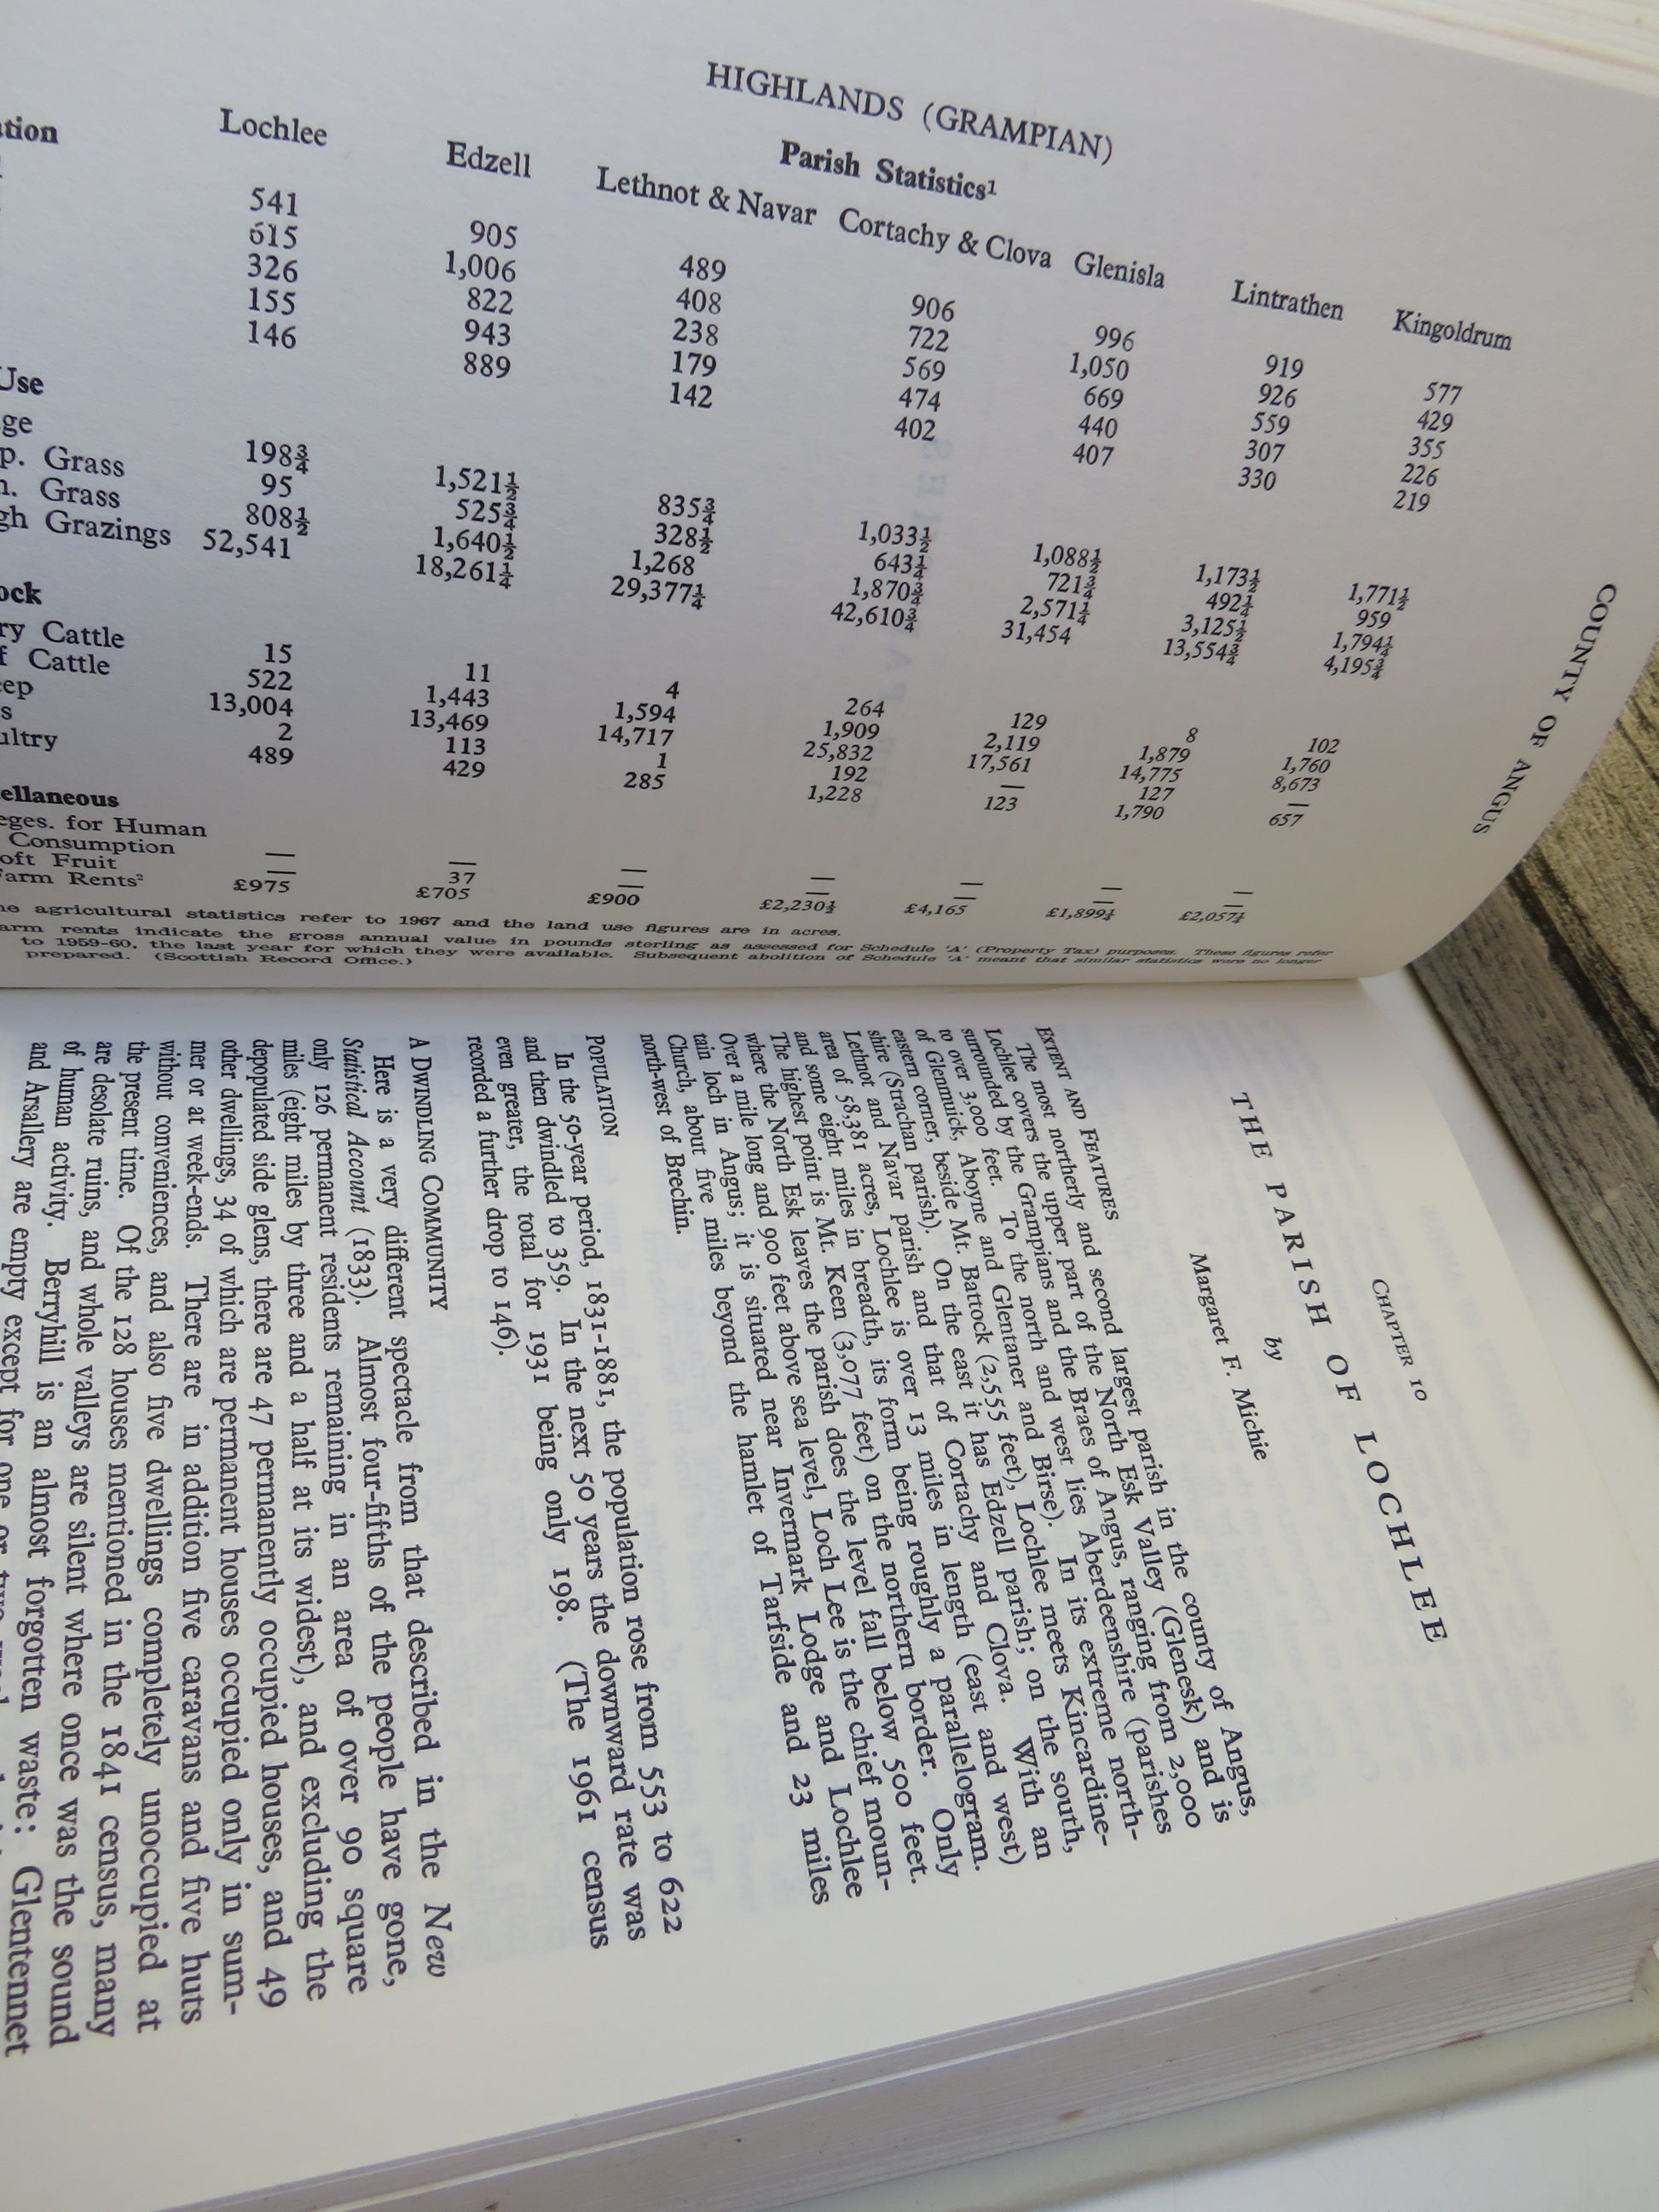 COUNTY OF ANGUS
HIGHLANDS (GRAMPIAN)
Parish Statistics¹
Lochlee Edzell Lethnot & Navar Cortachy & Clova Glenisla Lintrathen Kingoldrum
541 905 489 906 996 919 577
615 1,006 408 722 1,050 926 429
326 822 238 569 669 559 355
155 943 179 474 440 307 226
146 889 142 402 407 330 219
Use
198¾ 1,521½ 835¾ 1,033½ 1,088½ 1,173½ 1,771½
p. Grass 95 525¾ 328½ 643¼ 721¾ 492¼ 959
Grass 808½ 1,640½ 1,268 1,870¾ 2,571¼ 3,125½ 1,794¼
gh Grazings 52,541 18,261¼ 29,377¼ 42,610¾ 31,454 13,554¾ 4,195¾
ock
ry Cattle 15 11 4 264 129 8 102
f Cattle 522 1,443 1,594 1,909 2,119 1,879 1,760
eep 13,004 13,469 14,717 25,832 17,561 14,775 8,673
s 2 113 1 192 — 127 —
ultry 489 429 285 1,228 123 1,790 657
ellaneous
eges. for Human
Consumption — — — — — — —
oft Fruit — 37 — — — — —
Farm Rents² £975 £705 £900 £2,230½ £4,165 £1,899¼ £2,057¼
he agricultural statistics refer to 1967 and the land use figures are in acres.
arm rents indicate the gross annual value in pounds sterling as assessed for Schedule 'A' (Property Tax) purposes. These figures refer
to 1959-60, the last year for which they were available. Subsequent abolition of Schedule 'A' meant that similar statistics were no longer
prepared. (Scottish Record Office.)
CHAPTER 10
THE PARISH OF LOCHLEE
by
Margaret F. Michie
EXTENT AND FEATURES
The most northerly and second largest parish in the county of Angus,
Lochlee covers the upper part of the North Esk Valley (Glenesk) and is
surrounded by the Grampians and the Braes of Angus, ranging from 2,000
to over 3,000 feet. To the north and west lies Aberdeenshire (parishes
of Glenmuick, Aboyne and Glentaner and Birse). In its extreme north-
eastern corner, beside Mt. Battock (2,555 feet), Lochlee meets Kincardine-
shire (Strachan parish). On the east it has Edzell parish; on the south,
Lethnot and Navar parish and that of Cortachy and Clova. With an
area of 58,381 acres, Lochlee is over 13 miles in length (east and west)
and some eight miles in breadth, its form being roughly a parallelogram.
The highest point is Mt. Keen (3,077 feet) on the northern border. Only
where the North Esk leaves the parish does the level fall below 500 feet.
Over a mile long and 900 feet above sea level, Loch Lee is the chief moun-
tain loch in Angus; it is situated near Invermark Lodge and Lochlee
Church, about five miles beyond the hamlet of Tarfside and 23 miles
north-west of Brechin.
POPULATION
In the 50-year period, 1831-1881, the population rose from 553 to 622
and then dwindled to 359. In the next 50 years the downward rate was
even greater, the total for 1931 being only 198. (The 1961 census
recorded a further drop to 146).
A DWINDLING COMMUNITY
Here is a very different spectacle from that described in the New
Statistical Account (1833). Almost four-fifths of the people have gone,
only 126 permanent residents remaining in an area of over 90 square
miles (eight miles by three and a half at its widest), and excluding the
depopulated side glens, there are 47 permanently occupied houses, and 49
other dwellings, 34 of which are permanent houses occupied only in sum-
mer or at week-ends. There are in addition five caravans and five huts
without conveniences, and also five dwellings completely unoccupied at
the present time. Of the 128 houses mentioned in the 1841 census, many
are desolate ruins, and whole valleys are silent where once was the sound
of human activity. Berryhill is an almost forgotten waste: Glentennet
and Arsallery are empty except for one or two